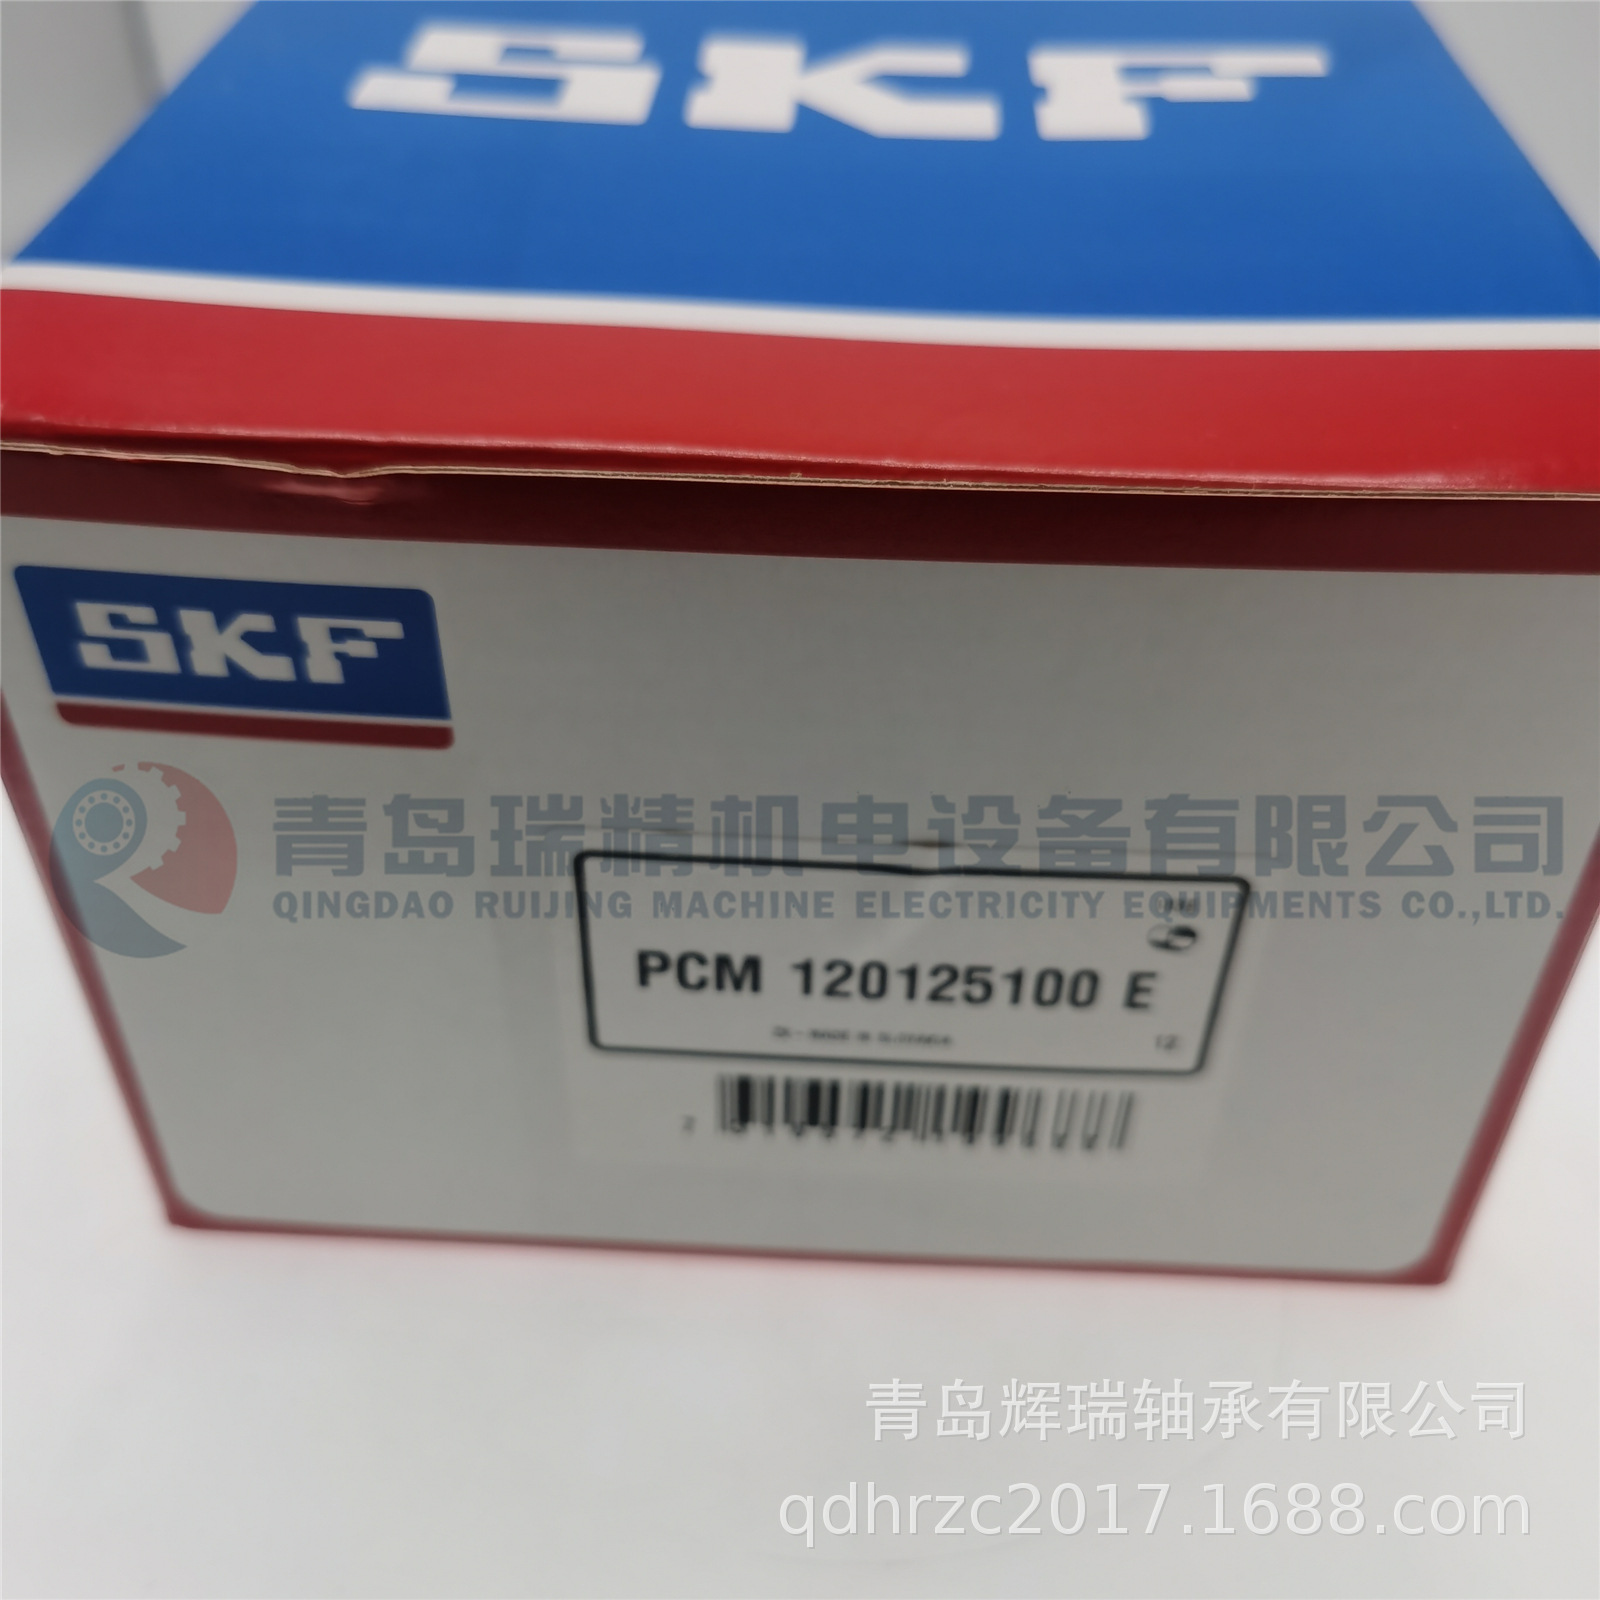 SKF
SKF
青岛瑞精机电设备有限公司
QINGDAO RUIJING MACHINE ELECTRICITY EQUIPMENTS CO.,LTD.
PCM 120125100 E
青岛辉瑞轴承有限公司
qdhrzc2017.1688.com